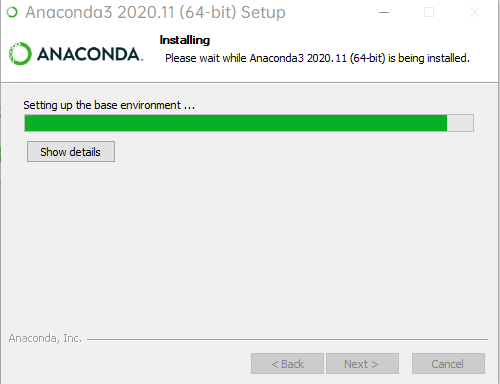 Anaconda3 2020.11 (64-bit) Setup
ANACONDA.
Installing
Please wait while Anaconda3 2020.11 (64-bit) is being installed.
Setting up the base environment ...
Show details
Anaconda, Inc.
< Back
Next >
Cancel